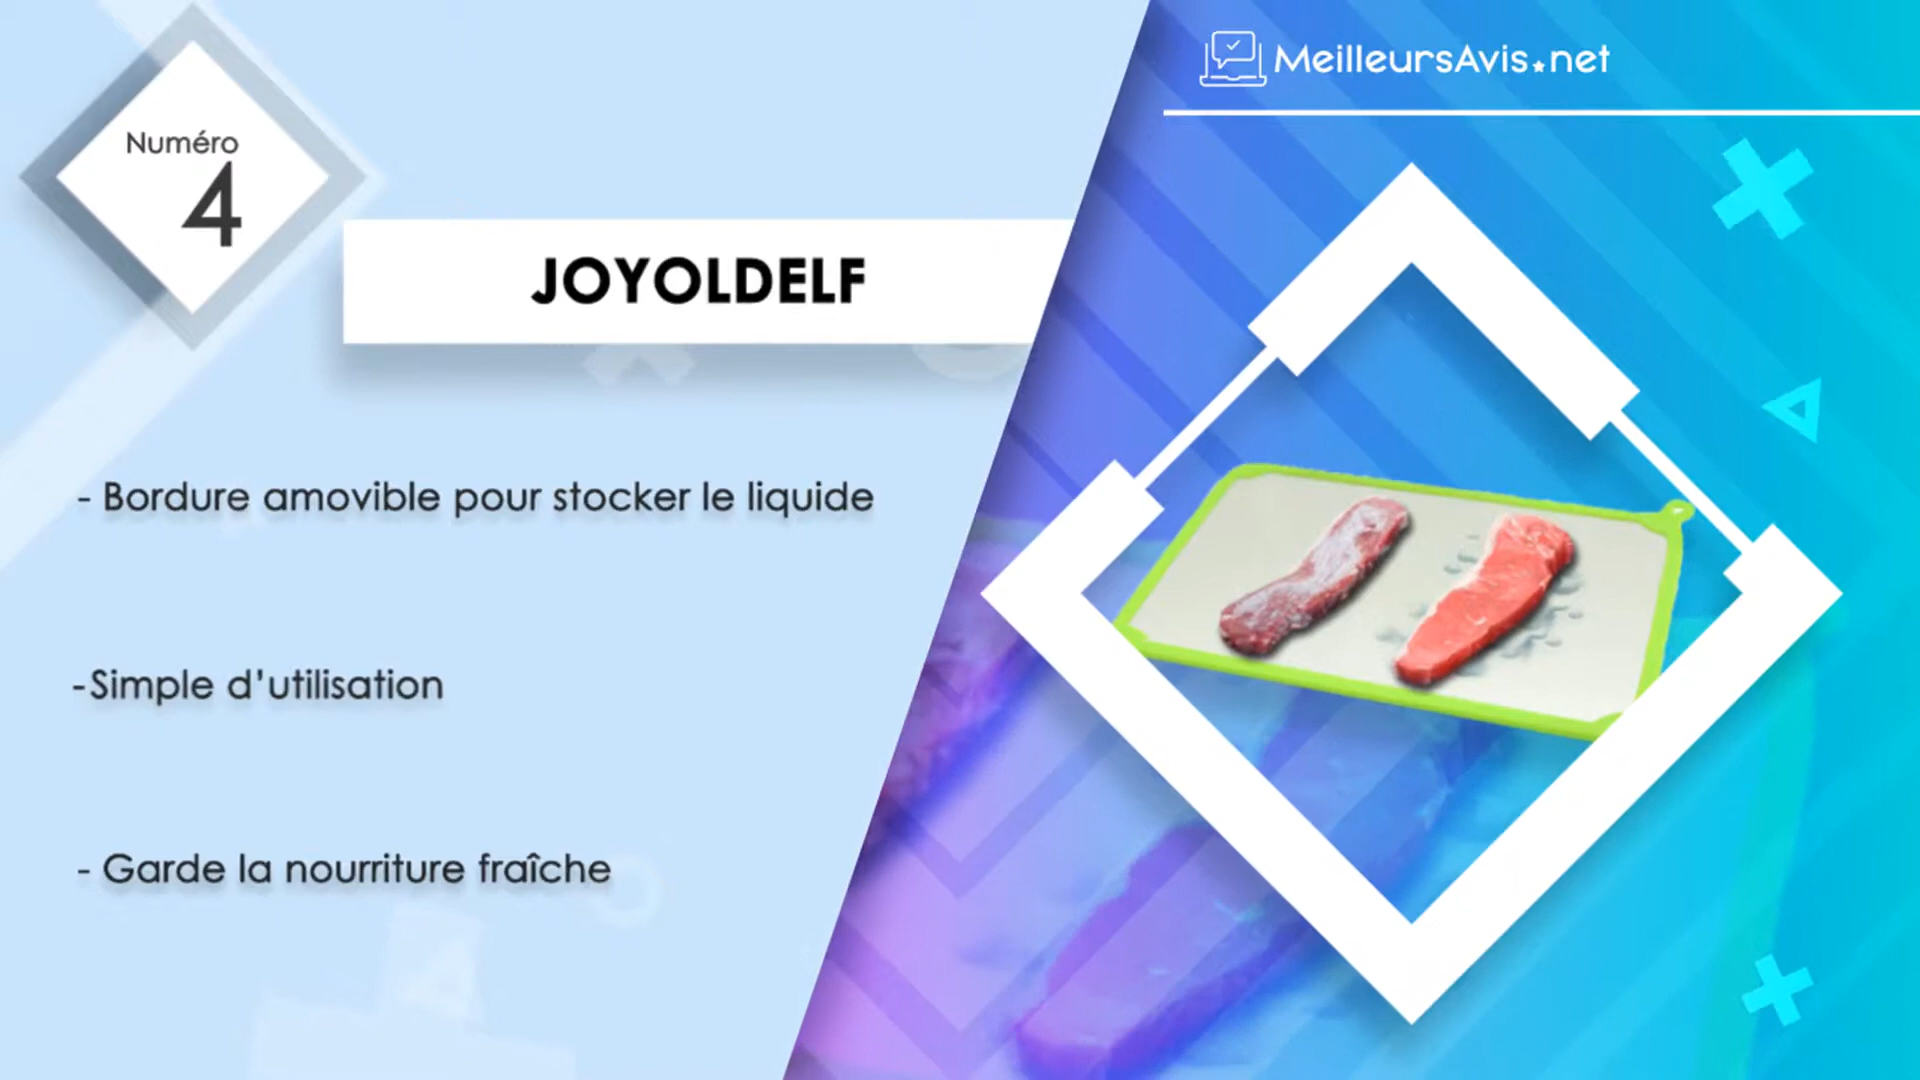 Numéro
4
JOYOLDELF
- Bordure amovible pour stocker le liquide
-Simple d’utilisation
- Garde la nourriture fraîche
MeilleursAvis.net